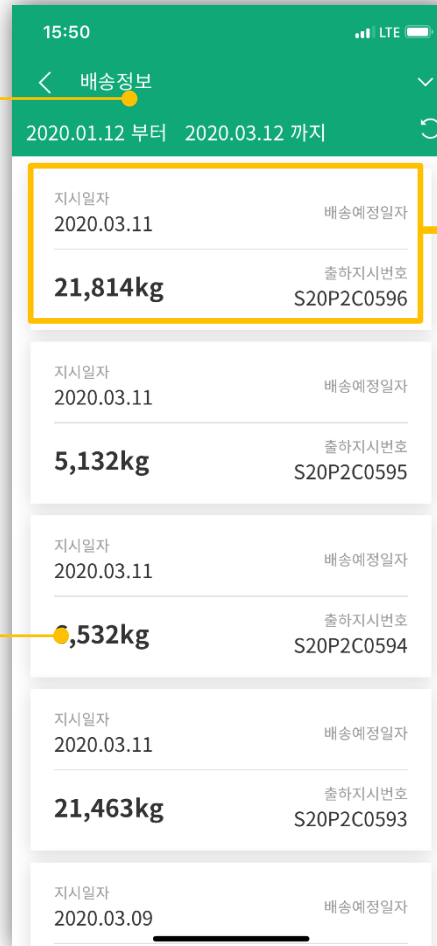 15:50 LTE
배송정보
2020.01.12 부터 2020.03.12 까지
지시일자 배송예정일자
2020.03.11
출하지시번호
21,814kg S20P2C0596
지시일자 배송예정일자
2020.03.11
출하지시번호
5,132kg S20P2C0595
지시일자 배송예정일자
2020.03.11
출하지시번호
,532kg S20P2C0594
지시일자 배송예정일자
2020.03.11
출하지시번호
21,463kg S20P2C0593
지시일자 배송예정일자
2020.03.09